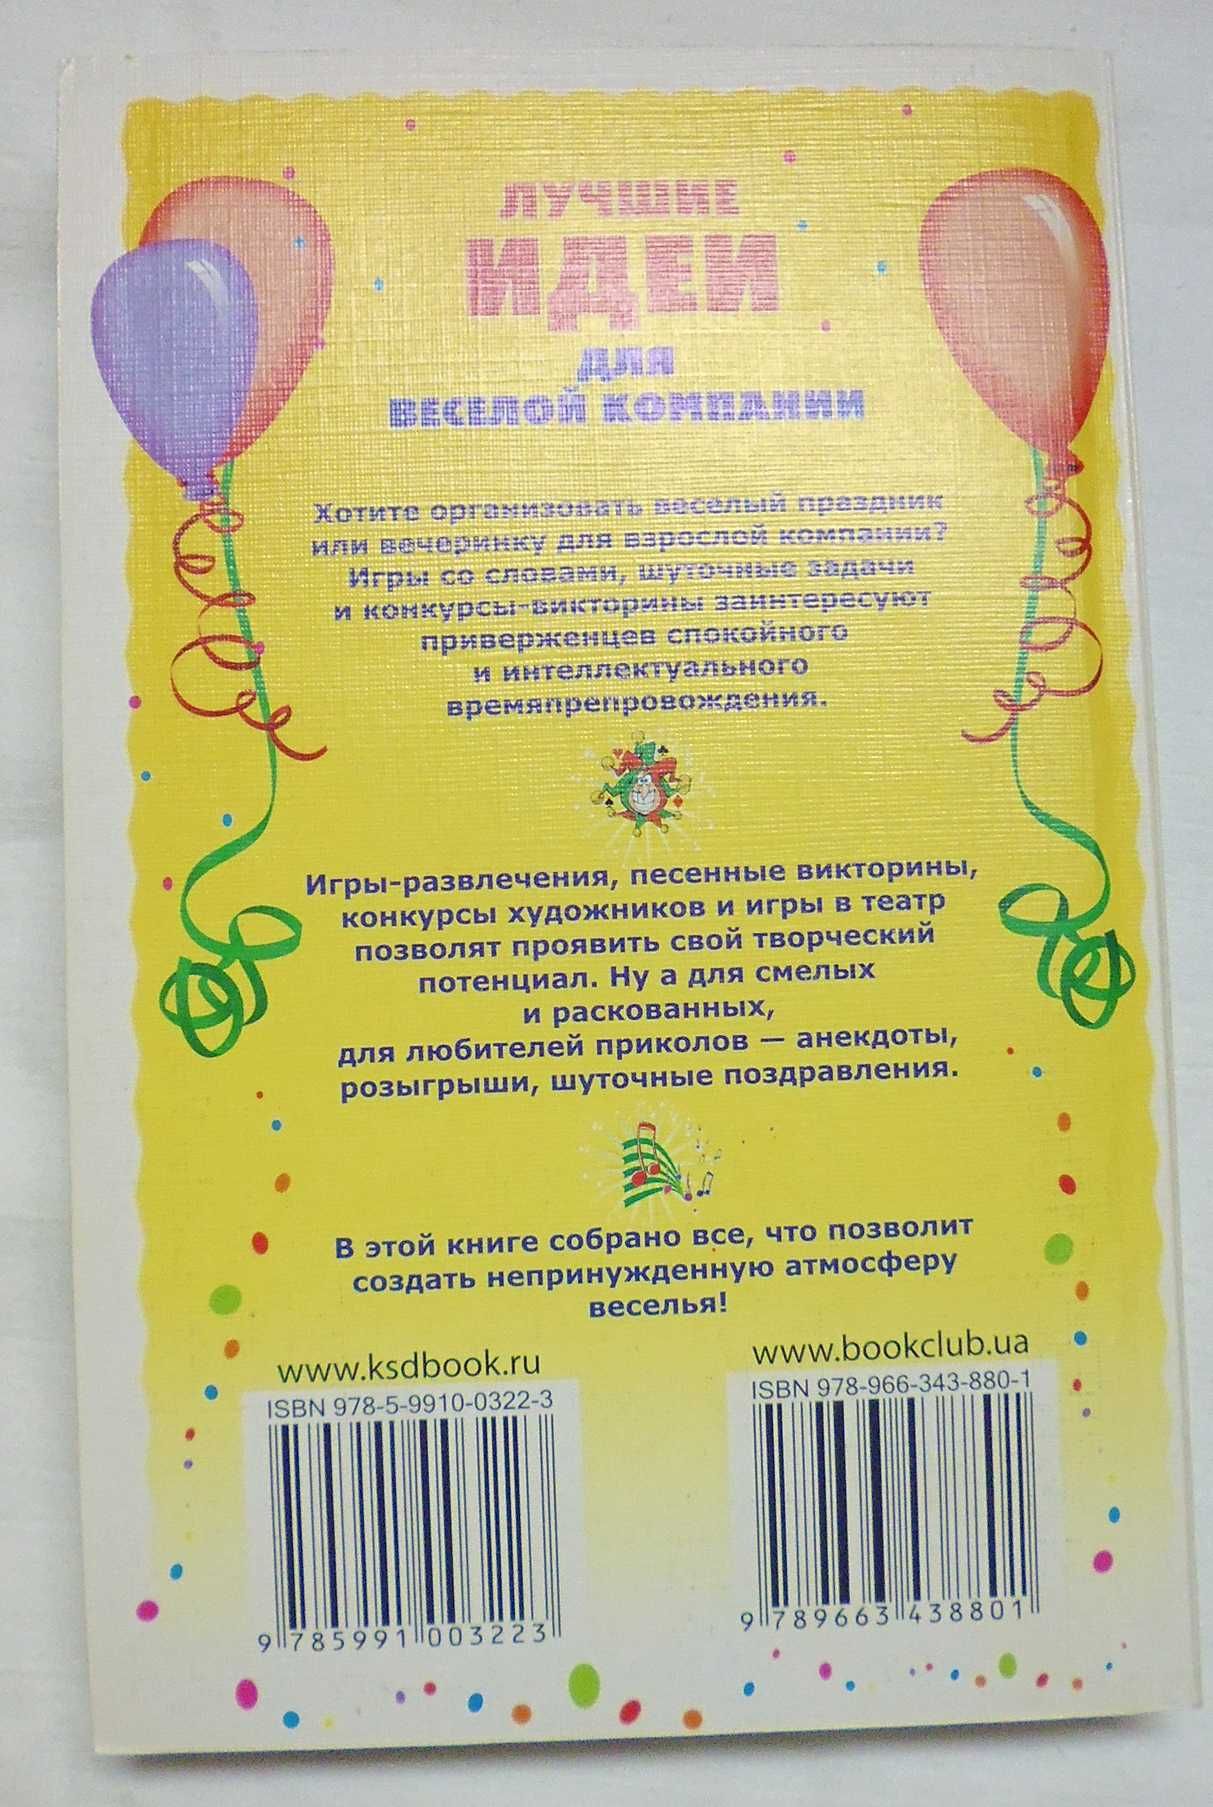 ЛУЧШИЕ
ИДЕИ
ДЛЯ
ВЕСЕЛОЙ КОМПАНИИ
Хотите организовать веселый праздник
или вечеринку для взрослой компании?
Игры со словами, шуточные задачи
и конкурсы-викторины заинтересуют
приверженцев спокойного
и интеллектуального
времяпрепровождения.
Игры-развлечения, песенные викторины,
конкурсы художников и игры в театр
позволят проявить свой творческий
потенциал. Ну а для смелых
и раскованных,
для любителей приколов — анекдоты,
розыгрыши, шуточные поздравления.
В этой книге собрано все, что позволит
создать непринужденную атмосферу
веселья!
www.ksdbook.ru
ISBN 978-5-9910-0322-3
9 785991 003223
www.bookclub.ua
ISBN 978-966-343-880-1
9 789663 438801